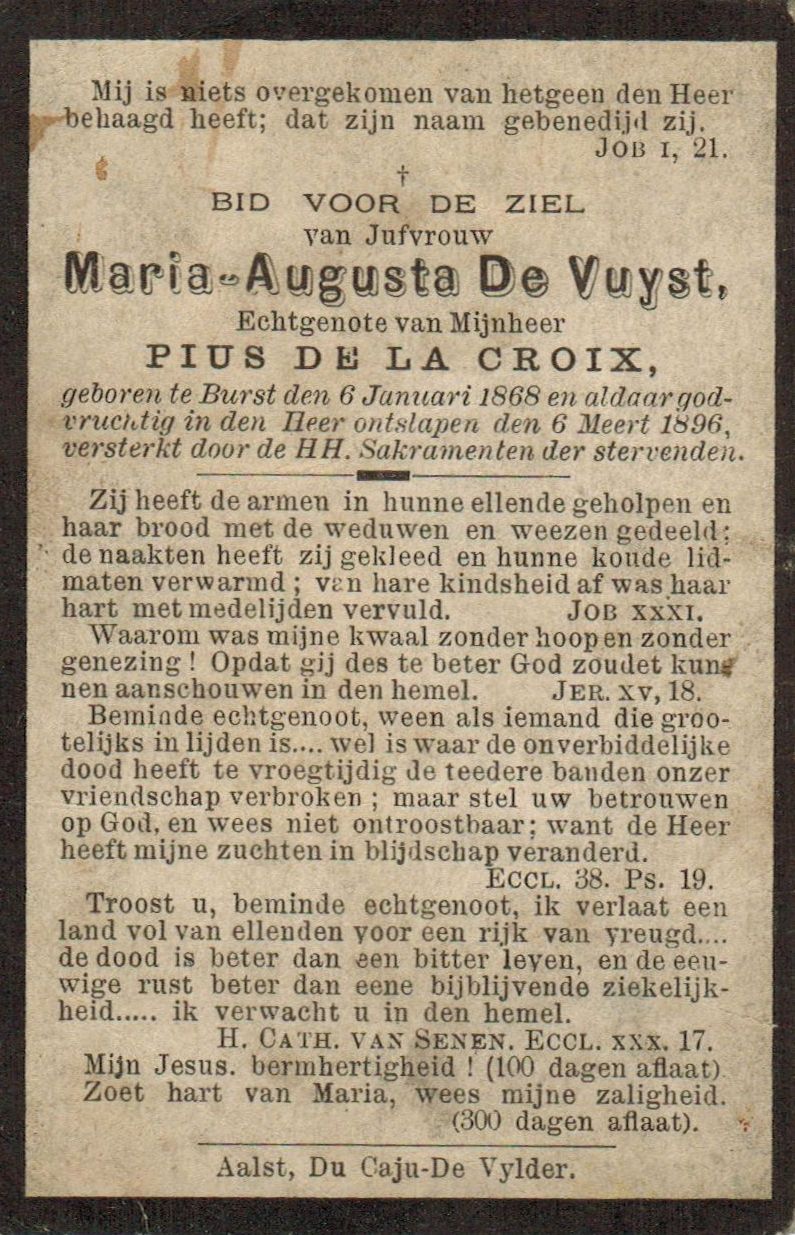 Mij is niets overgekomen van hetgeen den Heer
behaagd heeft; dat zijn naam gebenedijd zij.
JOB I, 21.
†
BID VOOR DE ZIEL
van Jufvrouw
Maria-Augusta De Vuyst,
Echtgenote van Mijnheer
PIUS DE LA CROIX,
geboren te Burst den 6 Januari 1868 en aldaar god-
vruchtig in den Heer ontslapen den 6 Meert 1896,
versterkt door de HH. Sakramenten der stervenden.
Zij heeft de armen in hunne ellende geholpen en
haar brood met de weduwen en weezen gedeeld:
de naakten heeft zij gekleed en hunne koude lid-
maten verwarmd ; van hare kindsheid af was haar
hart met medelijden vervuld. JOB XXXI.
Waarom was mijne kwaal zonder hoop en zonder
genezing ! Opdat gij des te beter God zoudet kun-
nen aanschouwen in den hemel. JER. XV, 18.
Beminde echtgenoot, ween als iemand die groo-
telijks in lijden is.... wel is waar de onverbiddelijke
dood heeft te vroegtijdig de teedere banden onzer
vriendschap verbroken ; maar stel uw betrouwen
op God, en wees niet ontroostbaar; want de Heer
heeft mijne zuchten in blijdschap veranderd.
ECCL. 38. Ps. 19.
Troost u, beminde echtgenoot, ik verlaat een
land vol van ellenden voor een rijk van vreugd....
de dood is beter dan een bitter leven, en de eeu-
wige rust beter dan eene bijblijvende ziekelijk-
heid..... ik verwacht u in den hemel.
H. CATH. VAN SENEN. ECCL. XXX. 17.
Mijn Jesus. bermhertigheid ! (100 dagen aflaat)
Zoet hart van Maria, wees mijne zaligheid.
(300 dagen aflaat).
Aalst, Du Caju-De Vylder.